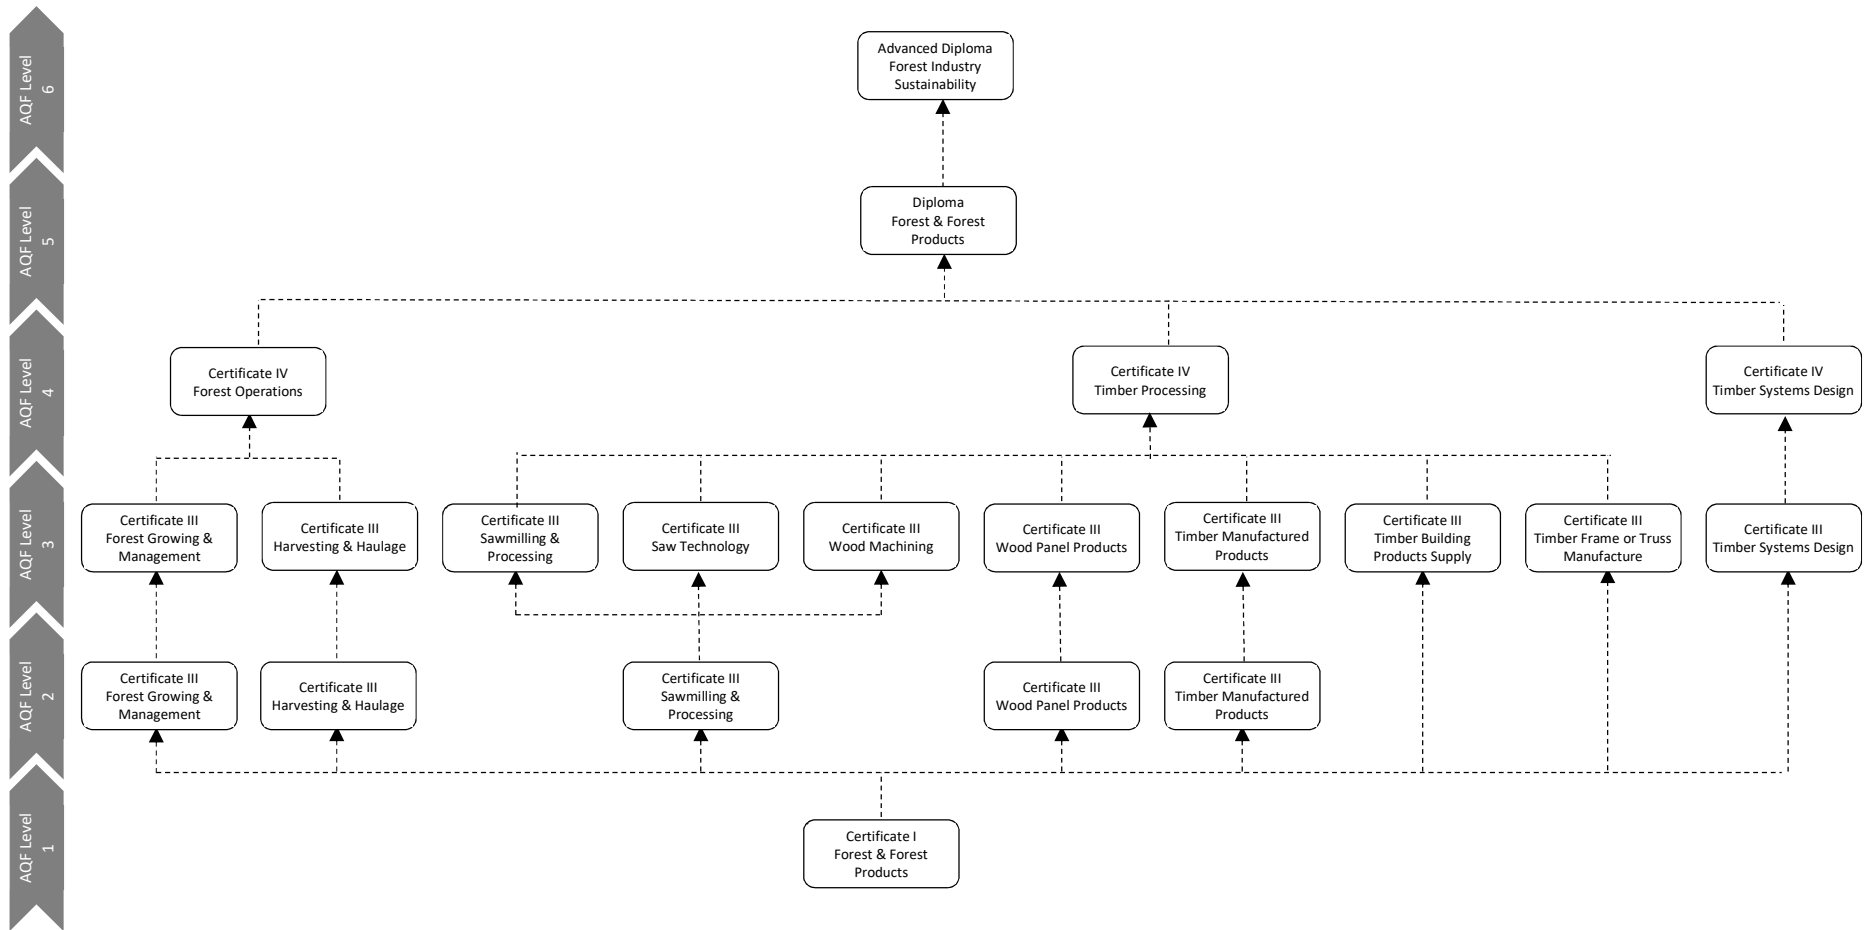 AQF Level
6
Advanced Diploma
Forest Industry
Sustainability
AQF Level
5
Diploma
Forest & Forest
Products
AQF Level
4
Certificate IV
Forest Operations
Certificate IV
Timber Processing
Certificate IV
Timber Systems Design
AQF Level
3
Certificate III
Forest Growing &
Management
Certificate III
Harvesting & Haulage
Certificate III
Sawmilling &
Processing
Certificate III
Saw Technology
Certificate III
Wood Machining
Certificate III
Wood Panel Products
Certificate III
Timber Manufactured
Products
Certificate III
Timber Building
Products Supply
Certificate III
Timber Frame or Truss
Manufacture
Certificate III
Timber Systems Design
AQF Level
2
Certificate III
Forest Growing &
Management
Certificate III
Harvesting & Haulage
Certificate III
Sawmilling &
Processing
Certificate III
Wood Panel Products
Certificate III
Timber Manufactured
Products
AQF Level
1
Certificate I
Forest & Forest
Products